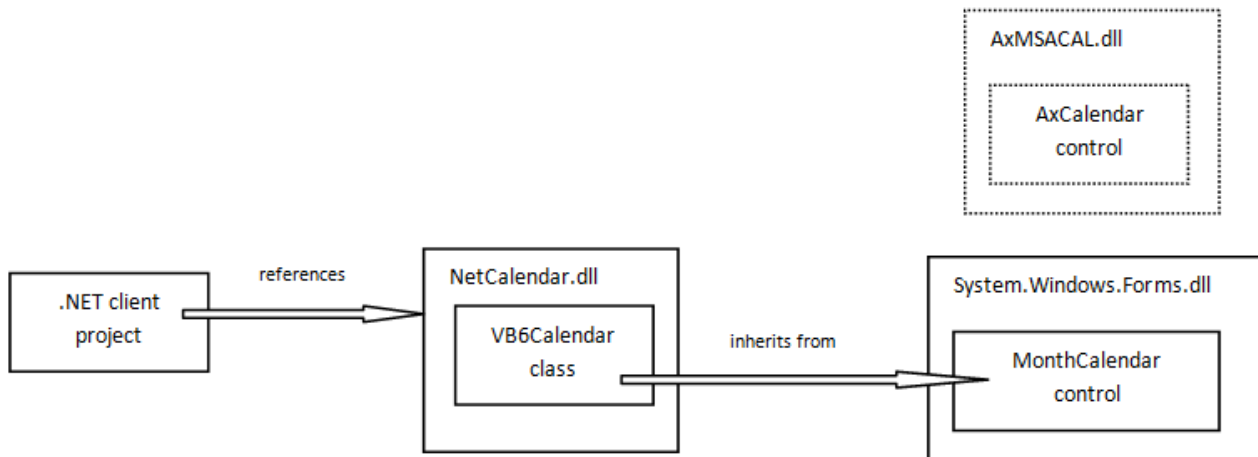 AxMSACAL.dll
AxCalendar
control
.NET client
project
references
NetCalendar.dll
VB6Calendar
class
inherits from
System.Windows.Forms.dll
MonthCalendar
control